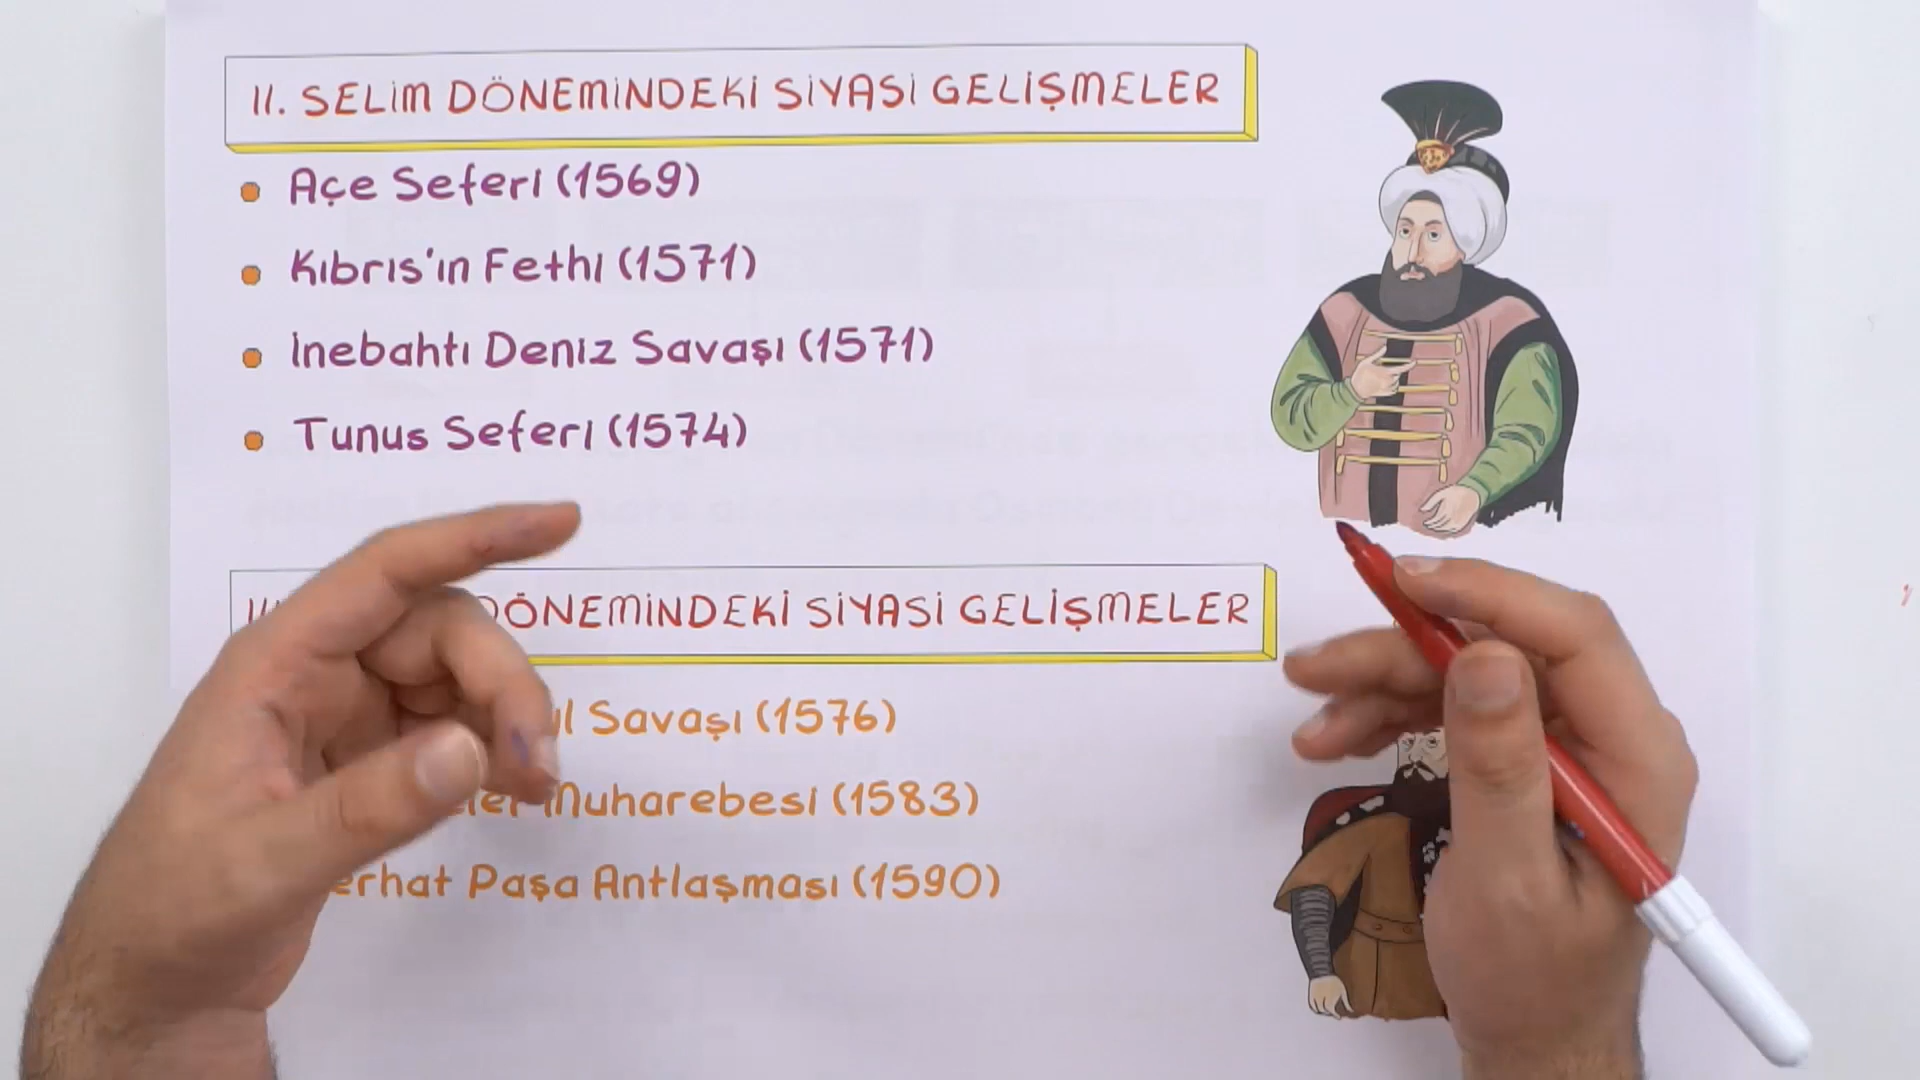 II. SELİM DÖNEMİNDEKİ SİYASİ GELİŞMELER
Açe Seferi (1569)
Kıbrıs'ın Fethi (1571)
İnebahtı Deniz Savaşı (1571)
Tunus Seferi (1574)
DÖNEMİNDEKİ SİYASİ GELİŞMELER
Savaşı (1576)
Muharebesi (1583)
erhat Paşa Antlaşması (1590)